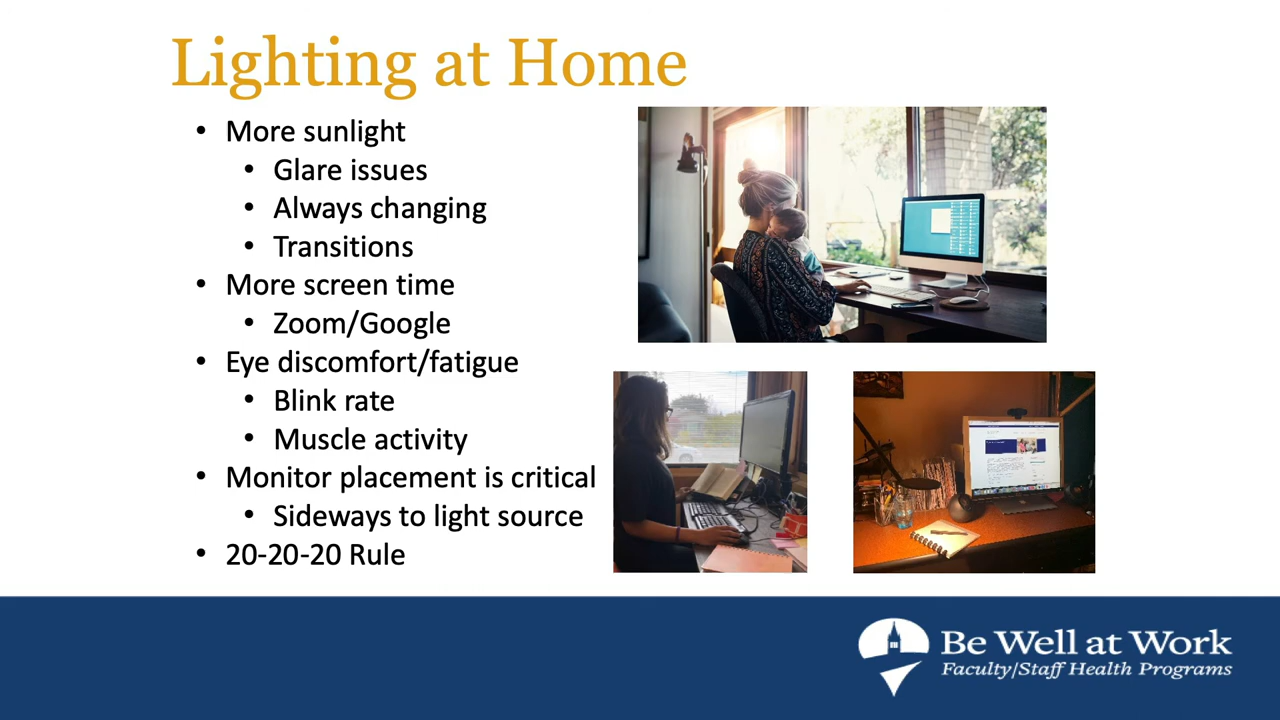 Lighting at Home
• More sunlight
• Glare issues
• Always changing
• Transitions
• More screen time
• Zoom/Google
• Eye discomfort/fatigue
• Blink rate
• Muscle activity
• Monitor placement is critical
• Sideways to light source
• 20-20-20 Rule
Be Well at Work
Faculty/Staff Health Programs